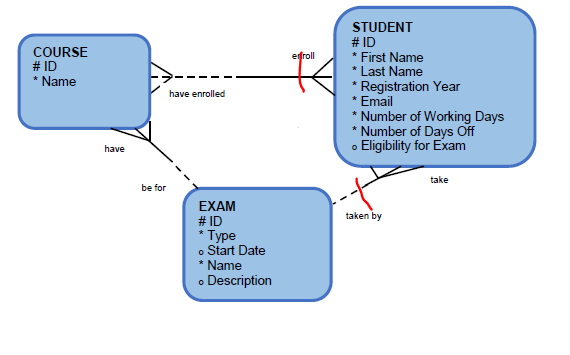 COURSE
# ID
* Name
enroll
have enrolled
STUDENT
# ID
* First Name
* Last Name
* Registration Year
* Email
* Number of Working Days
* Number of Days Off
o Eligibility for Exam
have
be for
take
taken by
EXAM
# ID
* Type
o Start Date
* Name
o Description